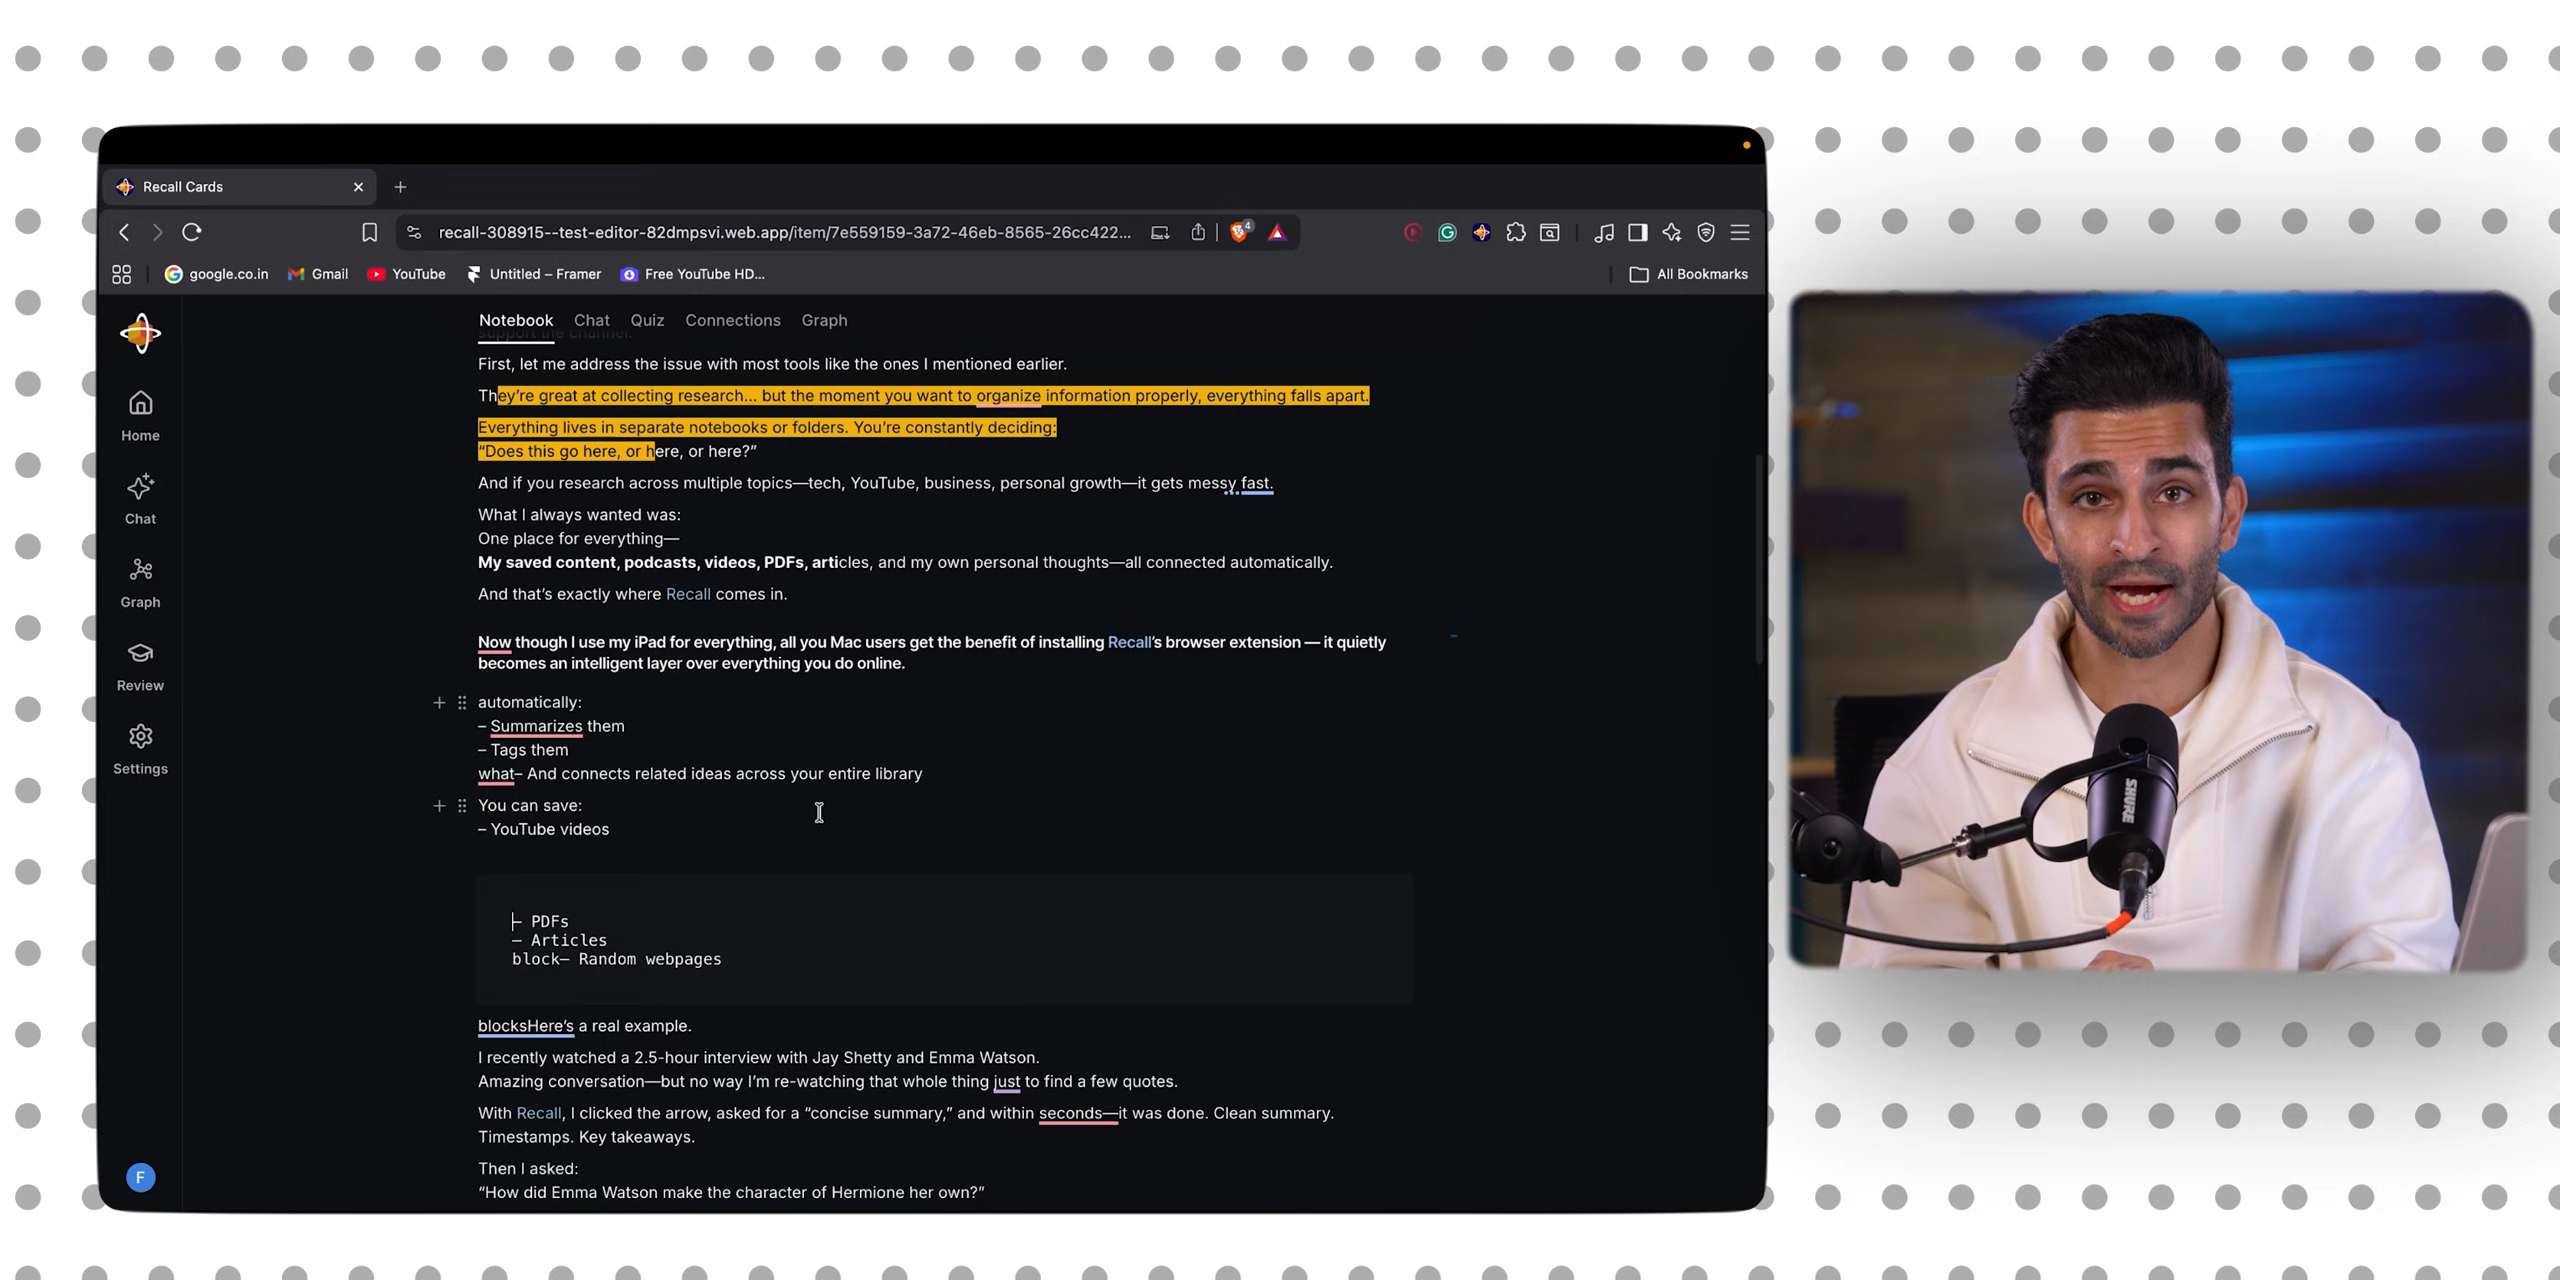 Recall Cards
recall-308915--test-editor-82dmpsvi.web.app/item/7e559159-3a72-46eb-8565-26cc422...
4
google.co.in
Gmail
YouTube
Untitled – Framer
Free YouTube HD...
All Bookmarks
Notebook Chat Quiz Connections Graph
support the channel.
First, let me address the issue with most tools like the ones I mentioned earlier.
They’re great at collecting research... but the moment you want to organize information properly, everything falls apart.
Everything lives in separate notebooks or folders. You’re constantly deciding:
“Does this go here, or here, or here?”
And if you research across multiple topics—tech, YouTube, business, personal growth—it gets messy fast.
What I always wanted was:
One place for everything—
My saved content, podcasts, videos, PDFs, articles, and my own personal thoughts—all connected automatically.
And that’s exactly where Recall comes in.
Now though I use my iPad for everything, all you Mac users get the benefit of installing Recall’s browser extension — it quietly
becomes an intelligent layer over everything you do online.
automatically:
– Summarizes them
– Tags them
what– And connects related ideas across your entire library
You can save:
– YouTube videos
– PDFs
– Articles
block– Random webpages
blocksHere’s a real example.
I recently watched a 2.5-hour interview with Jay Shetty and Emma Watson.
Amazing conversation—but no way I’m re-watching that whole thing just to find a few quotes.
With Recall, I clicked the arrow, asked for a “concise summary,” and within seconds—it was done. Clean summary.
Timestamps. Key takeaways.
Then I asked:
“How did Emma Watson make the character of Hermione her own?”
Home
Chat
Graph
Review
Settings
F
SHURE